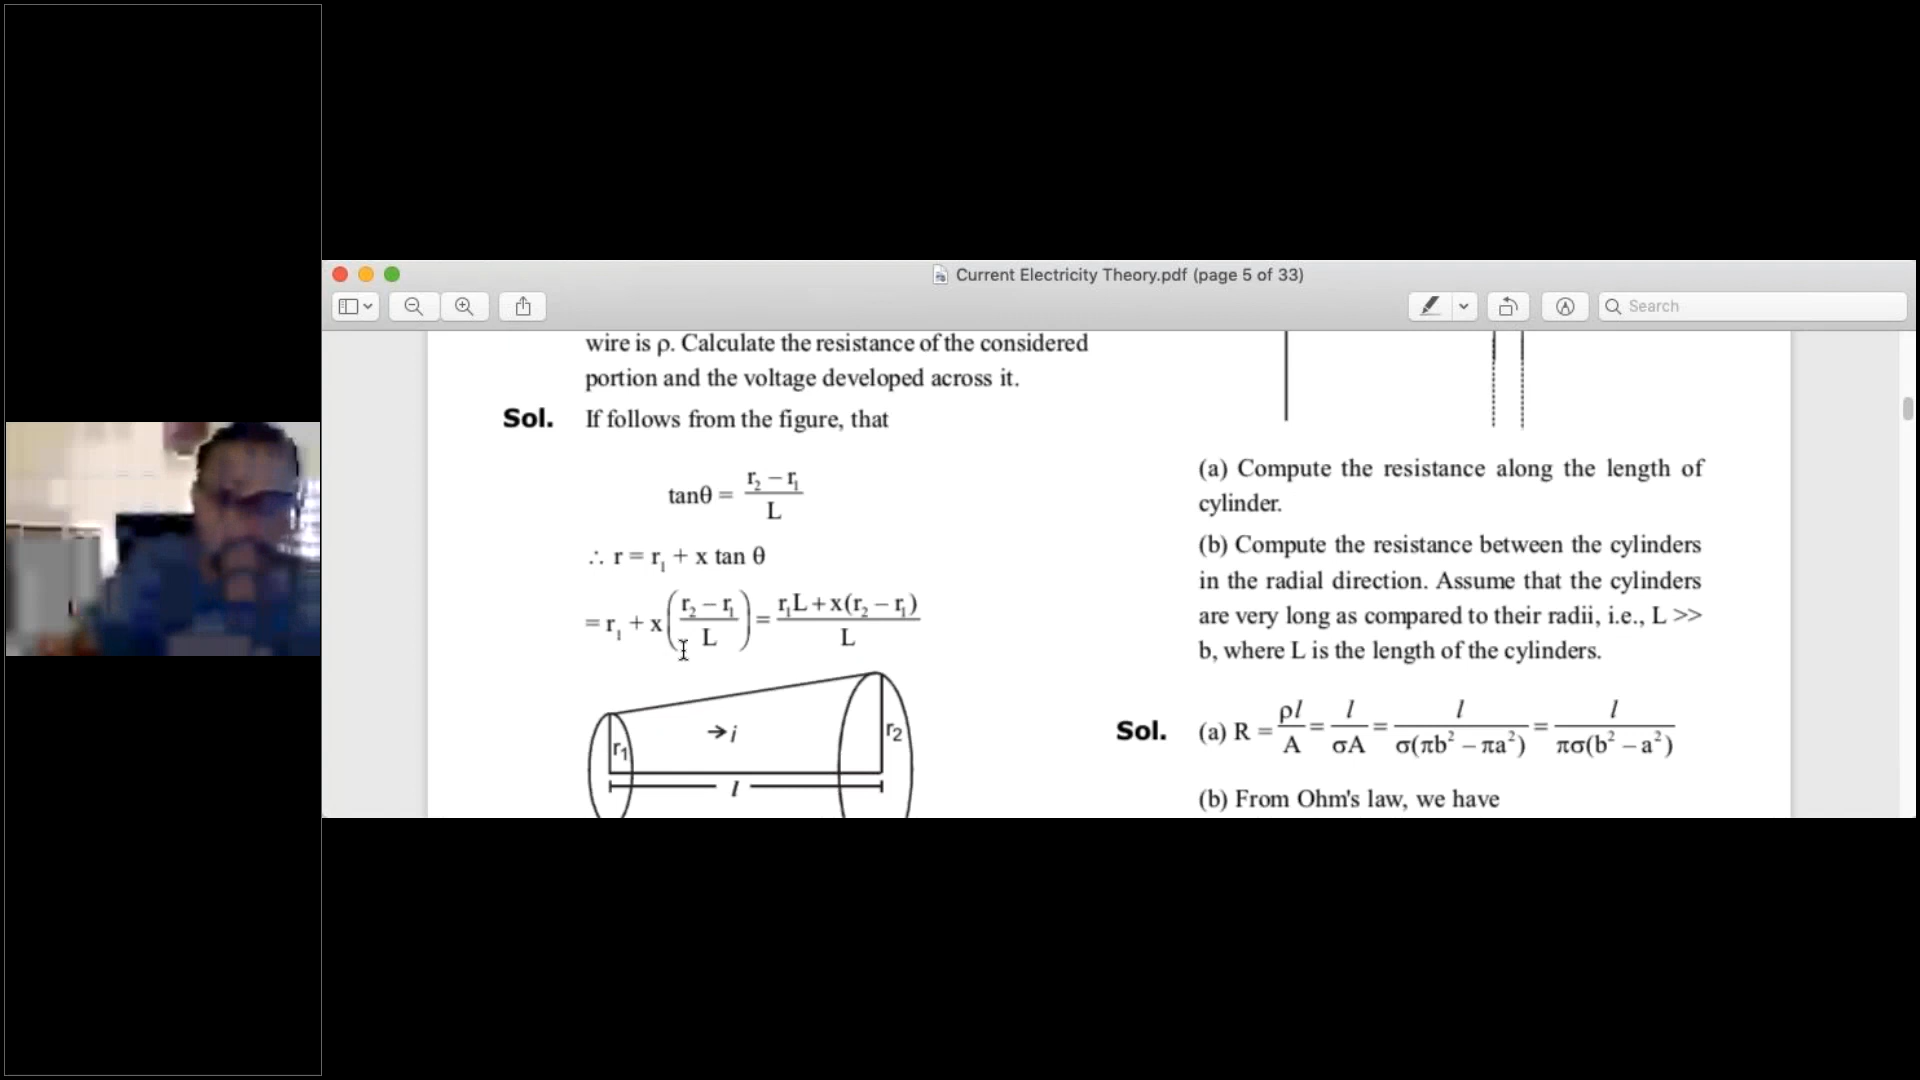 Current Electricity Theory.pdf (page 5 of 33)
Search
wire is ρ. Calculate the resistance of the considered
portion and the voltage developed across it.
Sol. If follows from the figure, that
tanθ = (r₂ − r₁)/L
∴ r = r₁ + x tan θ
= r₁ + x((r₂ − r₁)/L) = (r₁L + x(r₂ − r₁))/L
r₁
→ i
r₂
l
(a) Compute the resistance along the length of
cylinder.
(b) Compute the resistance between the cylinders
in the radial direction. Assume that the cylinders
are very long as compared to their radii, i.e., L >>
b, where L is the length of the cylinders.
Sol. (a) R = ρl/A = l/σA = l/σ(πb² − πa²) = l/πσ(b² − a²)
(b) From Ohm's law, we have